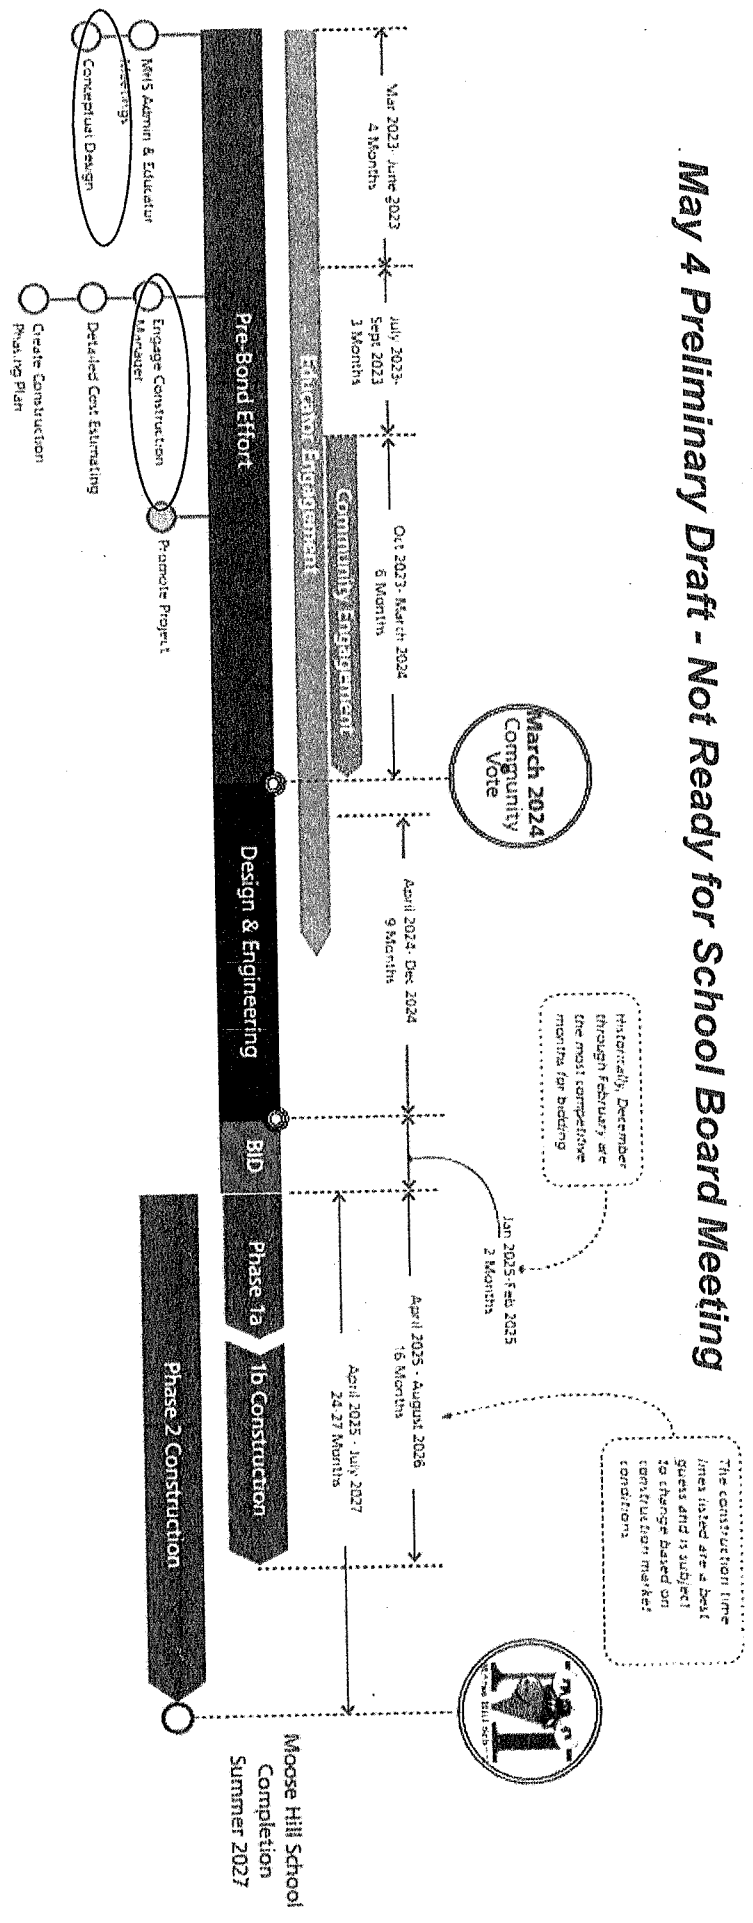 May 4 Preliminary Draft - Not Ready for School Board Meeting
The construction time
lines listed are a best
guess and is subject
to change based on
construction market
conditions
Historically, December
through February are
the most competitive
months for bidding
March 2024
Community
Vote
Jan 2025-Feb 2025
2 Months
Mar 2023- June 2023
4 Months
July 2023-
Sept 2023
3 Months
Oct 2023- March 2024
6 Months
April 2024- Dec 2024
9 Months
April 2025 - August 2026
16 Months
April 2025 - July 2027
24-27 Months
Community Engagement
Educator Engagement
Pre-Bond Effort
Design & Engineering
BID
Phase 1a
1b Construction
Phase 2 Construction
Moose Hill School
Completion
Summer 2027
MHS Admin & Educator
Meetings
Conceptual Design
Engage Construction
Manager
Detailed Cost Estimating
Create Construction
Phasing Plan
Promote Project